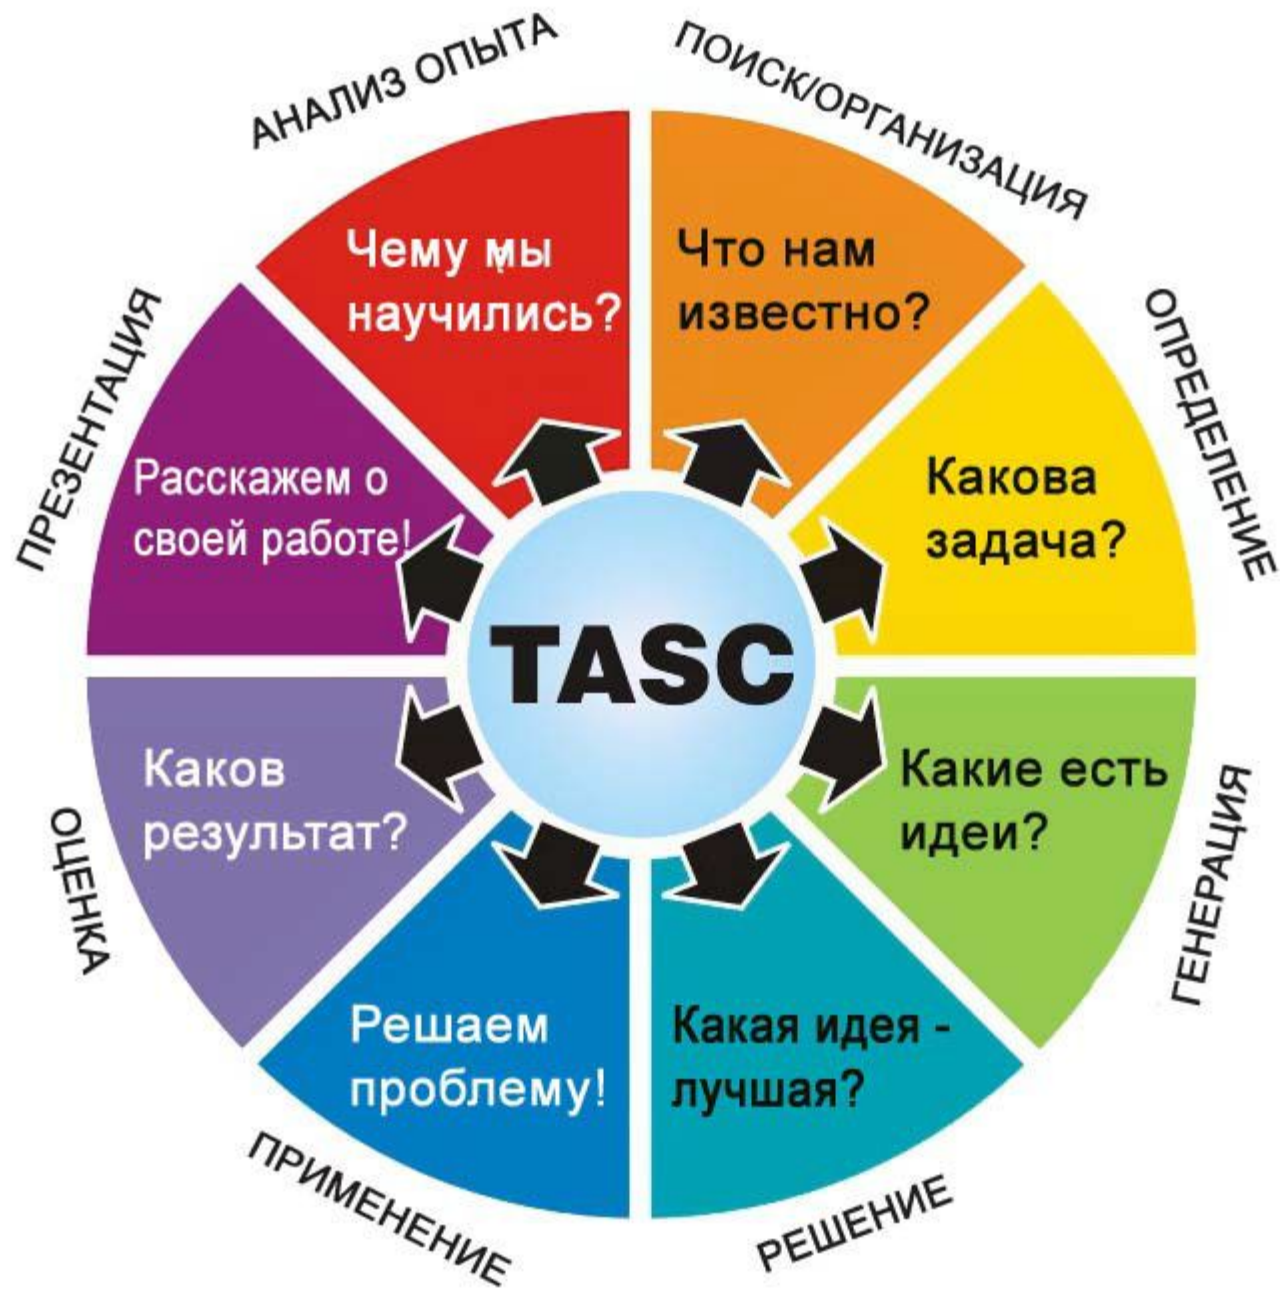 ПОИСК/ОРГАНИЗАЦИЯ
Что нам
известно?
ОПРЕДЕЛЕНИЕ
Какова
задача?
ГЕНЕРАЦИЯ
Какие есть
идеи?
РЕШЕНИЕ
Какая идея -
лучшая?
ПРИМЕНЕНИЕ
Решаем
проблему!
ОЦЕНКА
Каков
результат?
ПРЕЗЕНТАЦИЯ
Расскажем о
своей работе!
АНАЛИЗ ОПЫТА
Чему мы
научились?
TASC